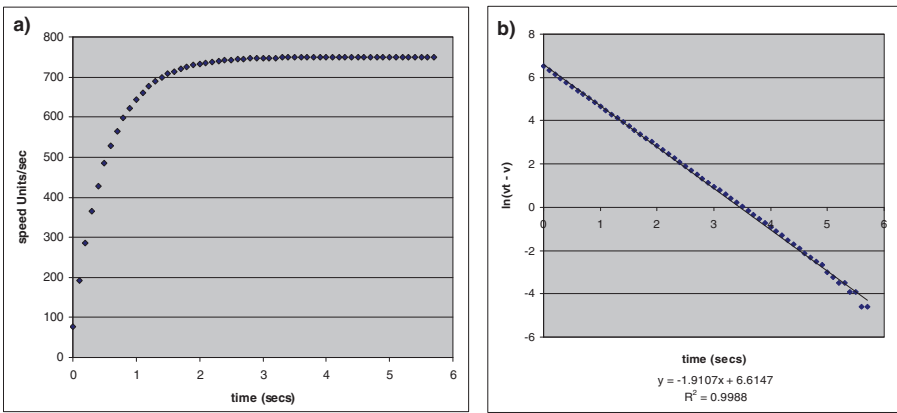 a)
800
700
600
500
400
300
200
100
0
speed Units/sec
0 1 2 3 4 5 6
time (secs)
b)
8
6
4
2
0
-2
-4
-6
ln(vt - v)
0 1 2 3 4 5 6
time (secs)
y = -1.9107x + 6.6147
R² = 0.9988